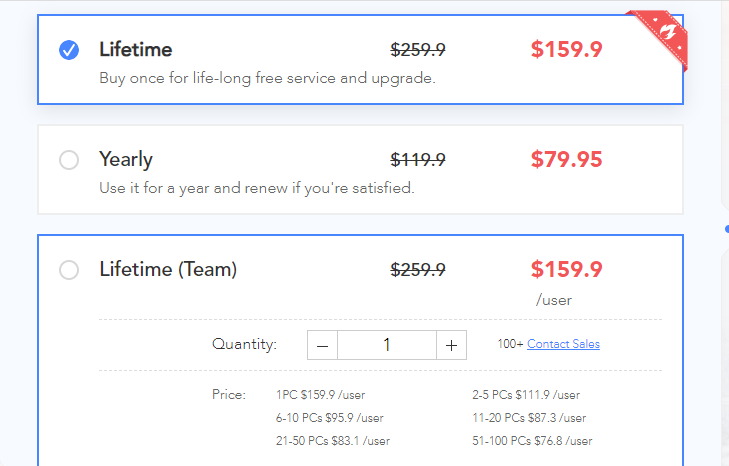 Lifetime $259.9 $159.9
Buy once for life-long free service and upgrade.
Yearly $119.9 $79.95
Use it for a year and renew if you're satisfied.
Lifetime (Team) $259.9 $159.9
/user
Quantity: — 1 + 100+ Contact Sales
Price: 1PC $159.9 /user 2-5 PCs $111.9 /user
6-10 PCs $95.9 /user 11-20 PCs $87.3 /user
21-50 PCs $83.1 /user 51-100 PCs $76.8 /user